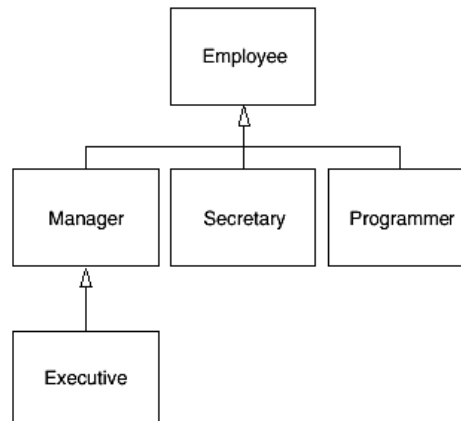 Employee
Manager
Secretary
Programmer
Executive